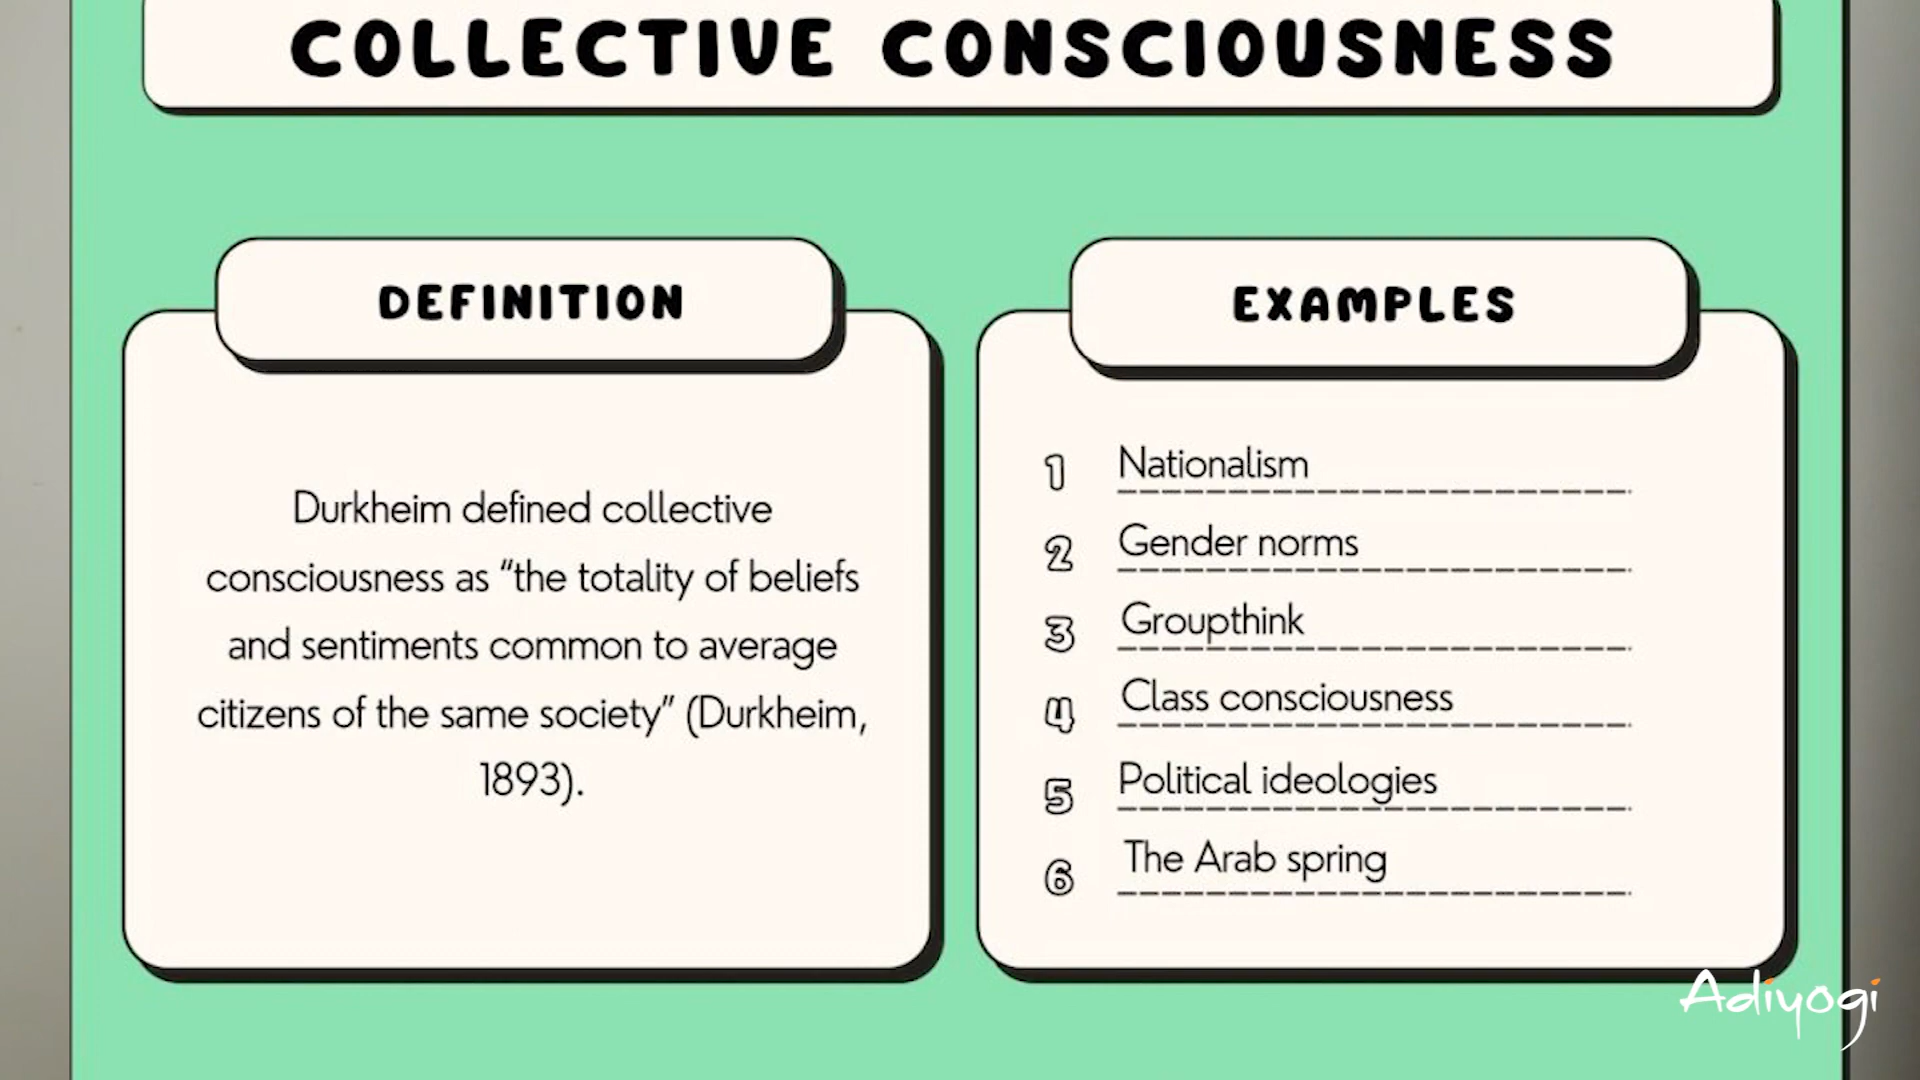 COLLECTIVE CONSCIOUSNESS
DEFINITION
Durkheim defined collective
consciousness as “the totality of beliefs
and sentiments common to average
citizens of the same society” (Durkheim,
1893).
EXAMPLES
1 Nationalism
2 Gender norms
3 Groupthink
4 Class consciousness
5 Political ideologies
6 The Arab spring
Adiyogi